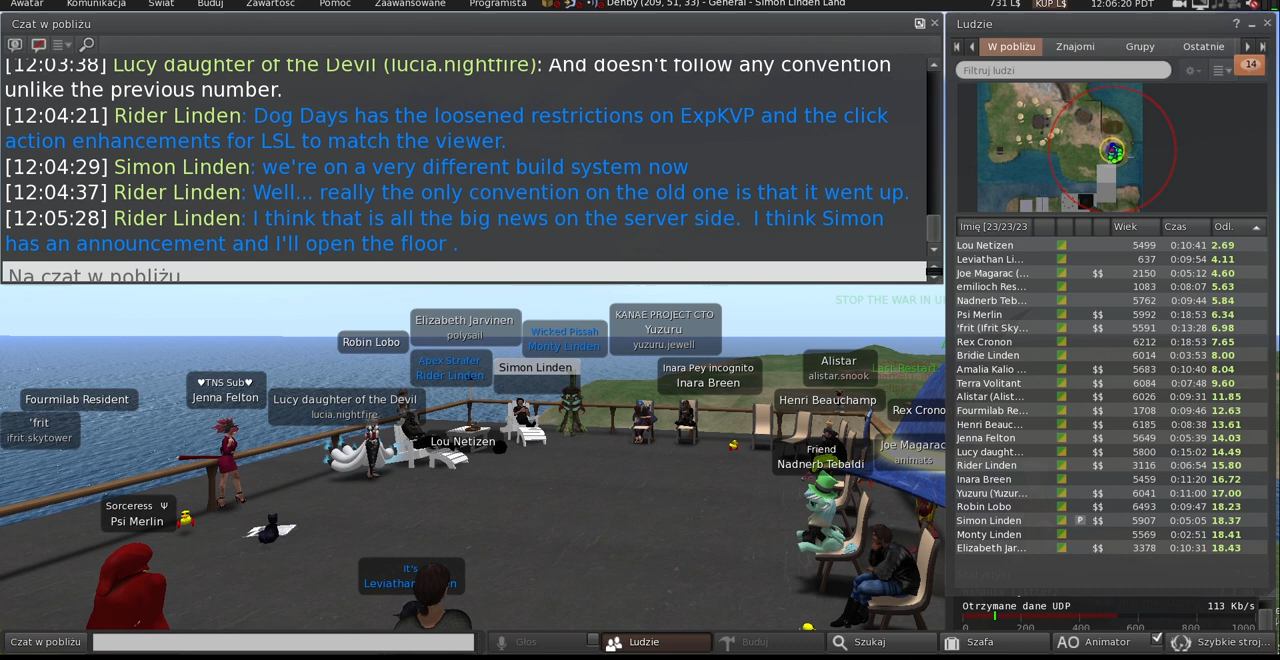 Awatar Komunikacja Świat Buduj Zawartość Pomoc Zaawansowane Programista Denby (209, 51, 33) - General - Simon Linden Land 731 L$ KUP L$ 12:06:20 PDT
Czat w pobliżu
[12:03:38] Lucy daughter of the Devil (lucia.nightfire): And doesn't follow any convention
unlike the previous number.
[12:04:21] Rider Linden: Dog Days has the loosened restrictions on ExpKVP and the click
action enhancements for LSL to match the viewer.
[12:04:29] Simon Linden: we're on a very different build system now
[12:04:37] Rider Linden: Well... really the only convention on the old one is that it went up.
[12:05:28] Rider Linden: I think that is all the big news on the server side. I think Simon
has an announcement and I'll open the floor .
Na czat w pobliżu
STOP THE WAR IN U
Elizabeth Jarvinen
polysail
Robin Lobo
Wicked Pissah
Monty Linden
KANAE PROJECT CTO
Yuzuru
yuzuru.jewell
Apex Strafer
Rider Linden
Simon Linden
Inara Pey incognito
Inara Breen
Alistar
alistar.snook
Last Restart
♥TNS Sub♥
Jenna Felton
Fourmilab Resident
Lucy daughter of the Devil
lucia.nightfire
Henri Beauchamp
Rex Crono
'frit
ifrit.skytower
Lou Netizen
Joe Magarac
animats
Friend
Nadnerb Tebaldi
Sorceress Ψ
Psi Merlin
It's
Leviathan
Ludzie
? _ ×
W pobliżu Znajomi Grupy Ostatnie
14
Filtruj ludzi
Imię [23/23/23 Wiek Czas Odl.
Lou Netizen 5499 0:10:41 2.69
Leviathan Li... 637 0:09:54 4.11
Joe Magarac (... $$ 2150 0:05:12 4.60
emilioch Res... 1083 0:08:07 5.63
Nadnerb Teb... 5762 0:09:44 5.84
Psi Merlin $$ 5992 0:18:53 6.34
'frit (Ifrit Sky... $$ 5591 0:13:28 6.98
Rex Cronon 6212 0:18:53 7.65
Bridie Linden 6014 0:03:53 8.00
Amalia Kalio ... $$ 5683 0:10:40 8.04
Terra Volitant $$ 6084 0:07:48 9.60
Alistar (Alist... $$ 6026 0:09:31 11.85
Fourmilab Re... $$ 1708 0:09:46 12.63
Henri Beauc... $$ 6185 0:08:38 13.61
Jenna Felton $$ 5649 0:05:39 14.03
Lucy daught... $$ 5800 0:15:02 14.49
Rider Linden $$ 3116 0:06:54 15.80
Inara Breen 5459 0:11:20 16.72
Yuzuru (Yuzur... $$ 6041 0:11:00 17.00
Robin Lobo $$ 6493 0:09:47 18.23
Simon Linden P $$ 5907 0:05:05 18.37
Monty Linden 5569 0:02:51 18.41
Elizabeth Jar... $$ 3378 0:10:31 18.43
Otrzymane dane UDP 113 Kb/s
0 200 400 600 800 1000
Czat w pobliżu Głos Ludzie Buduj Szukaj Szafa AO Animator Szybkie stroj...